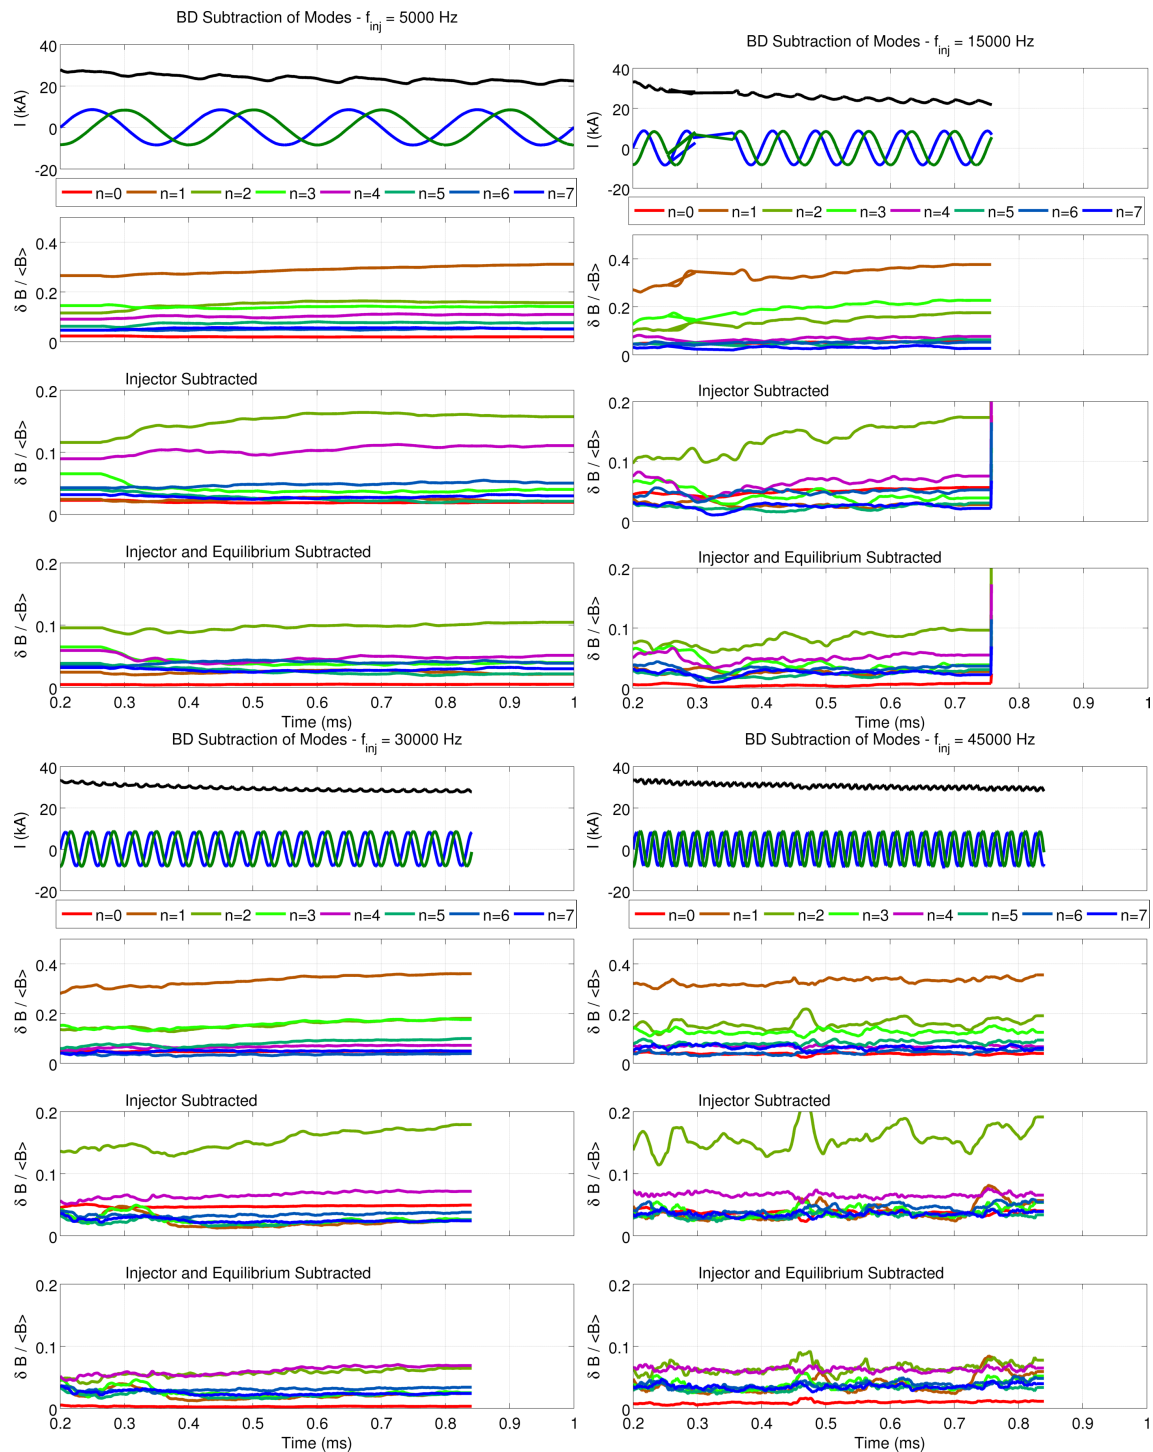 BD Subtraction of Modes - f_inj = 5000 Hz
I (kA)
40
20
0
-20
n=0 n=1 n=2 n=3 n=4 n=5 n=6 n=7
δ B / <B>
0.4
0.2
0
Injector Subtracted
δ B / <B>
0.2
0.1
0
Injector and Equilibrium Subtracted
δ B / <B>
0.2
0.1
0
0.2 0.3 0.4 0.5 0.6 0.7 0.8 0.9 1
Time (ms)
BD Subtraction of Modes - f_inj = 15000 Hz
I (kA)
40
20
0
-20
n=0 n=1 n=2 n=3 n=4 n=5 n=6 n=7
δ B / <B>
0.4
0.2
0
Injector Subtracted
δ B / <B>
0.2
0.1
0
Injector and Equilibrium Subtracted
δ B / <B>
0.2
0.1
0
0.2 0.3 0.4 0.5 0.6 0.7 0.8 0.9 1
Time (ms)
BD Subtraction of Modes - f_inj = 30000 Hz
I (kA)
40
20
0
-20
n=0 n=1 n=2 n=3 n=4 n=5 n=6 n=7
δ B / <B>
0.4
0.2
0
Injector Subtracted
δ B / <B>
0.2
0.1
0
Injector and Equilibrium Subtracted
δ B / <B>
0.2
0.1
0
0.2 0.3 0.4 0.5 0.6 0.7 0.8 0.9 1
Time (ms)
BD Subtraction of Modes - f_inj = 45000 Hz
I (kA)
40
20
0
-20
n=0 n=1 n=2 n=3 n=4 n=5 n=6 n=7
δ B / <B>
0.4
0.2
0
Injector Subtracted
δ B / <B>
0.2
0.1
0
Injector and Equilibrium Subtracted
δ B / <B>
0.2
0.1
0
0.2 0.3 0.4 0.5 0.6 0.7 0.8 0.9 1
Time (ms)